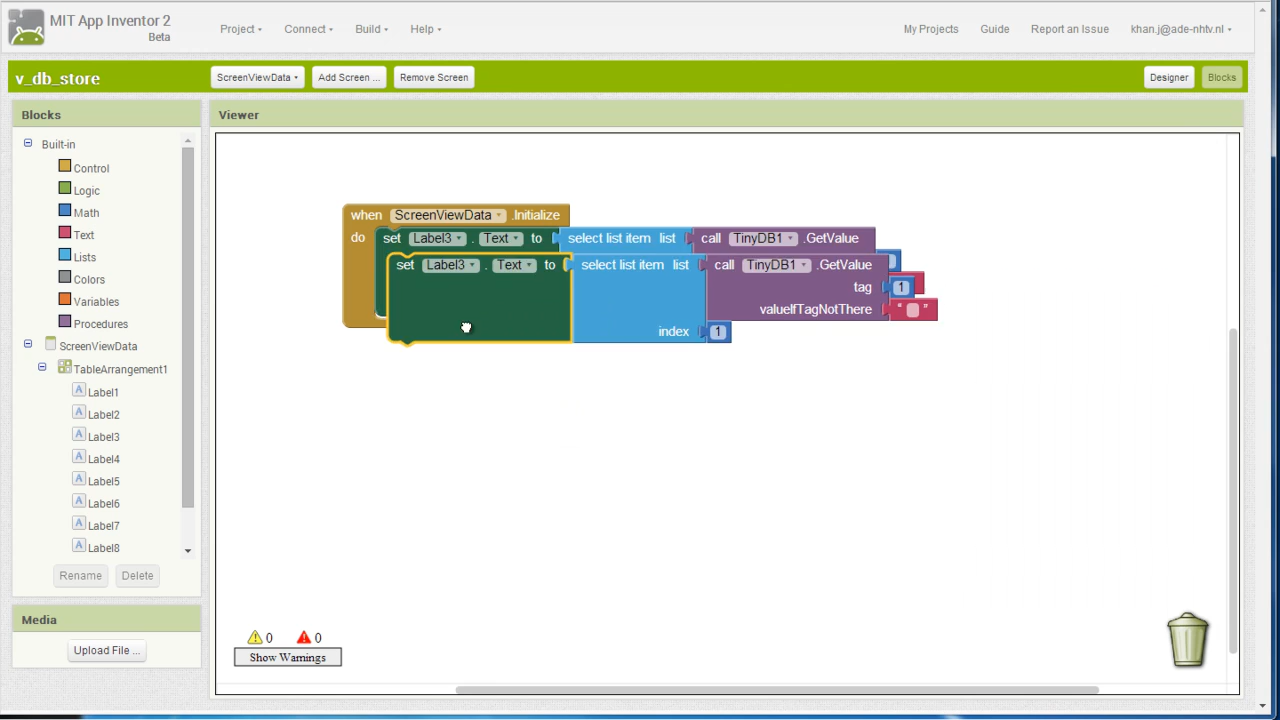 MIT App Inventor 2
Beta
Project Connect Build Help
My Projects Guide Report an Issue khan.j@ade-nhtv.nl
v_db_store
ScreenViewData Add Screen ... Remove Screen
Designer Blocks
Blocks
Viewer
Built-in
Control
Logic
Math
Text
Lists
Colors
Variables
Procedures
ScreenViewData
TableArrangement1
A Label1
A Label2
A Label3
A Label4
A Label5
A Label6
A Label7
A Label8
Rename Delete
Media
Upload File ...
when ScreenViewData .Initialize
do set Label3 . Text to select list item list call TinyDB1 .GetValue
set Label3 . Text to select list item list call TinyDB1 .GetValue
tag 1
valueIfTagNotThere “ ”
index 1
0 0
Show Warnings